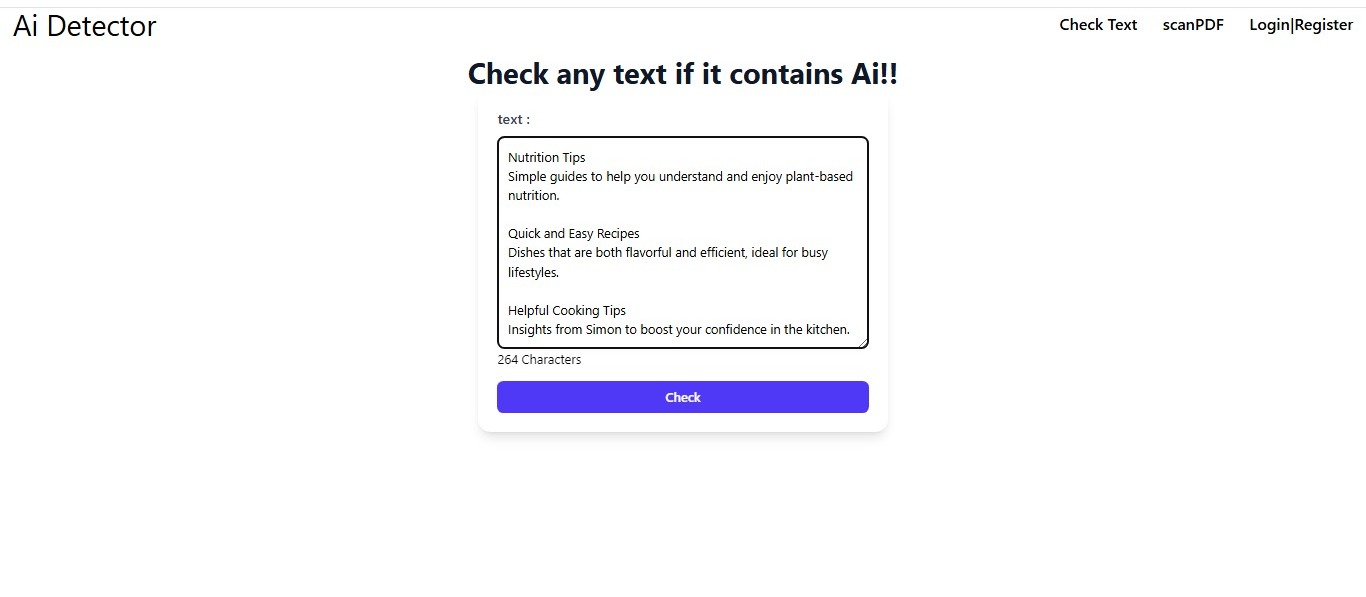 Ai Detector
Check Text
scanPDF
Login|Register
Check any text if it contains Ai!!
text :
Nutrition Tips
Simple guides to help you understand and enjoy plant-based
nutrition.
Quick and Easy Recipes
Dishes that are both flavorful and efficient, ideal for busy
lifestyles.
Helpful Cooking Tips
Insights from Simon to boost your confidence in the kitchen.
264 Characters
Check